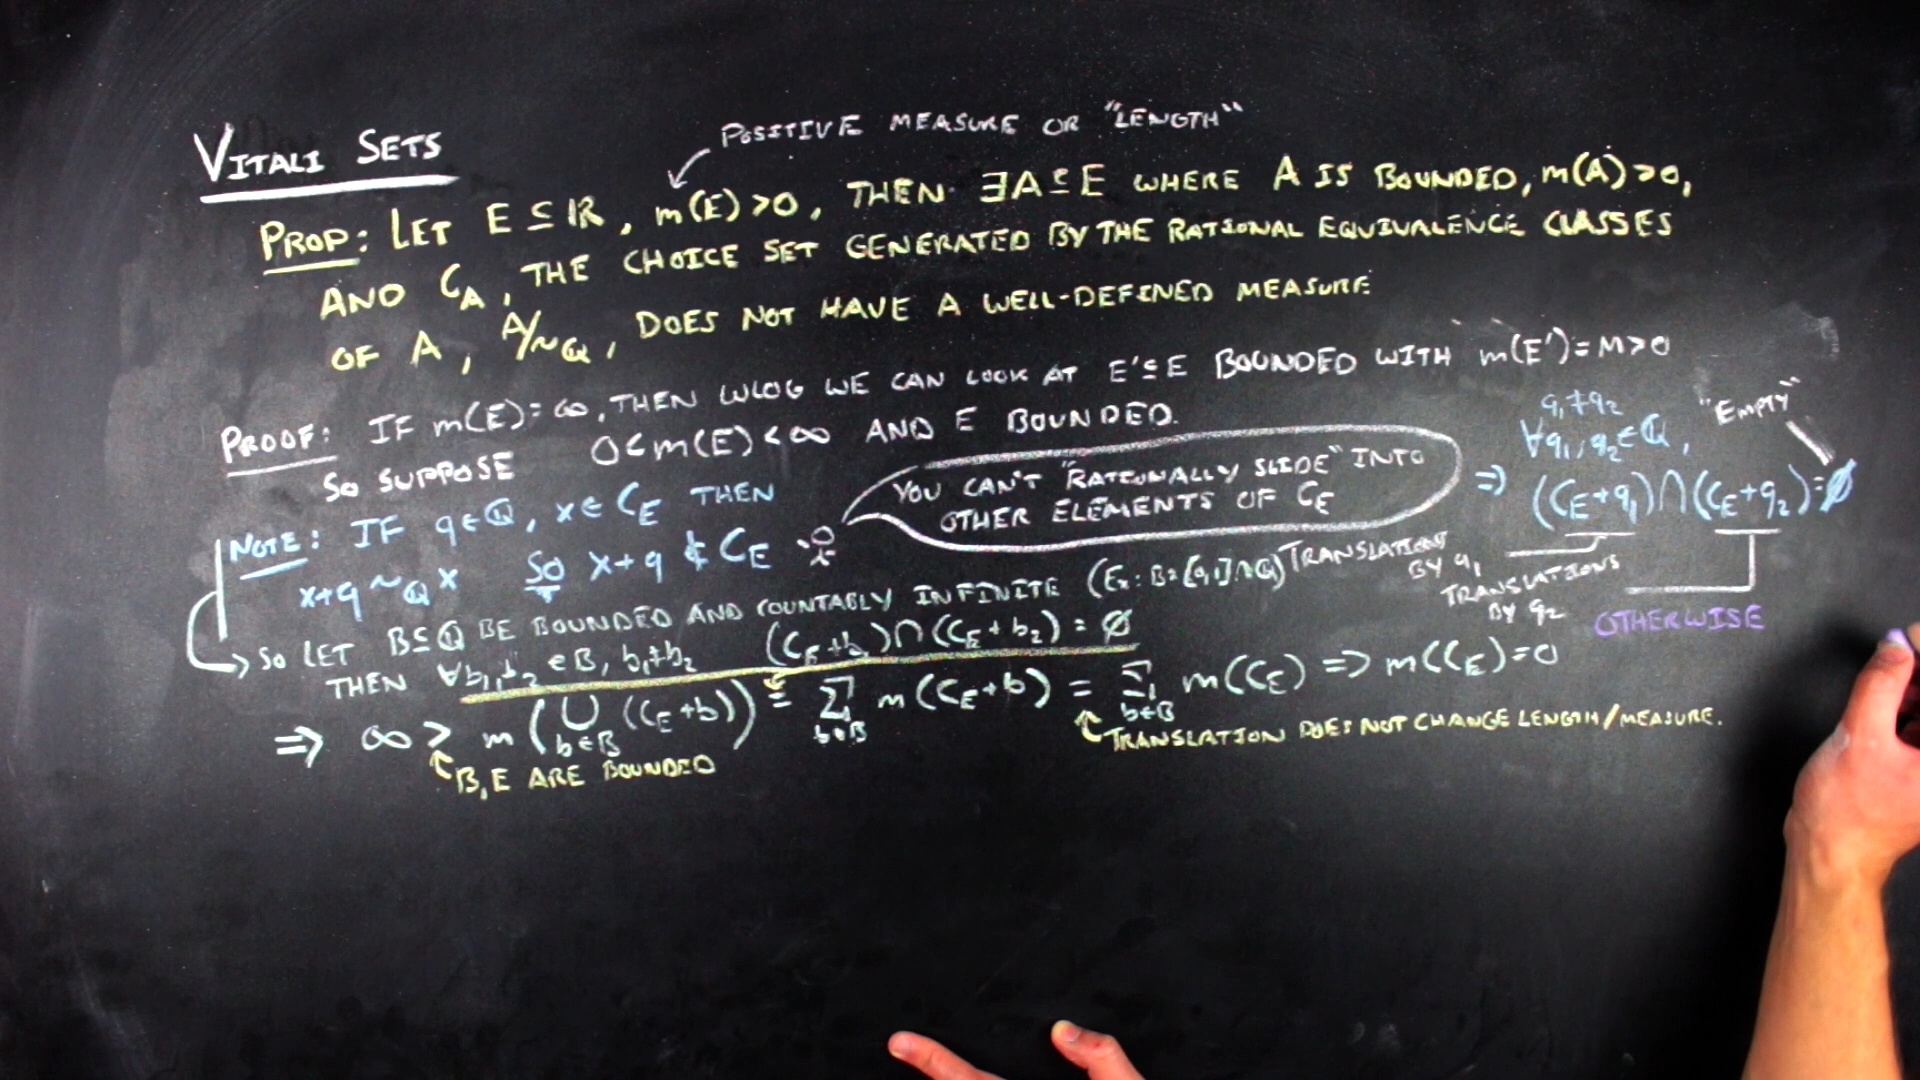 VITALI SETS
POSITIVE MEASURE OR "LENGTH"
PROP: LET E ⊆ ℝ, m(E) > 0, THEN ∃A ⊆ E WHERE A IS BOUNDED, m(A) > 0,
AND C_A, THE CHOICE SET GENERATED BY THE RATIONAL EQUIVALENCE CLASSES
OF A, A/~ℚ, DOES NOT HAVE A WELL-DEFINED MEASURE
PROOF: IF m(E) = ∞, THEN WLOG WE CAN LOOK AT E' ⊆ E BOUNDED WITH m(E') = M > 0
SO SUPPOSE 0 < m(E) < ∞ AND E BOUNDED.
NOTE: IF q ∈ ℚ, x ∈ C_E THEN
x+q ~ℚ x SO x+q ∉ C_E
YOU CAN'T "RATIONALLY SLIDE" INTO
OTHER ELEMENTS OF C_E
q₁ ≠ q₂
∀q₁, q₂ ∈ ℚ,
"EMPTY"
⇒ (C_E + q₁) ∩ (C_E + q₂) = ∅
TRANSLATIONS
BY q₁
TRANSLATIONS
BY q₂
OTHERWISE
SO LET B ⊆ ℚ BE BOUNDED AND COUNTABLY INFINITE (EX: B = [0,1] ∩ ℚ)
THEN ∀b₁, b₂ ∈ B, b₁ ≠ b₂ (C_E + b₁) ∩ (C_E + b₂) = ∅
⇒ ∞ > m(∪_{b∈B} (C_E + b)) = Σ_{b∈B} m(C_E + b) = Σ_{b∈B} m(C_E) ⇒ m(C_E) = 0
B, E ARE BOUNDED
TRANSLATION DOES NOT CHANGE LENGTH/MEASURE.